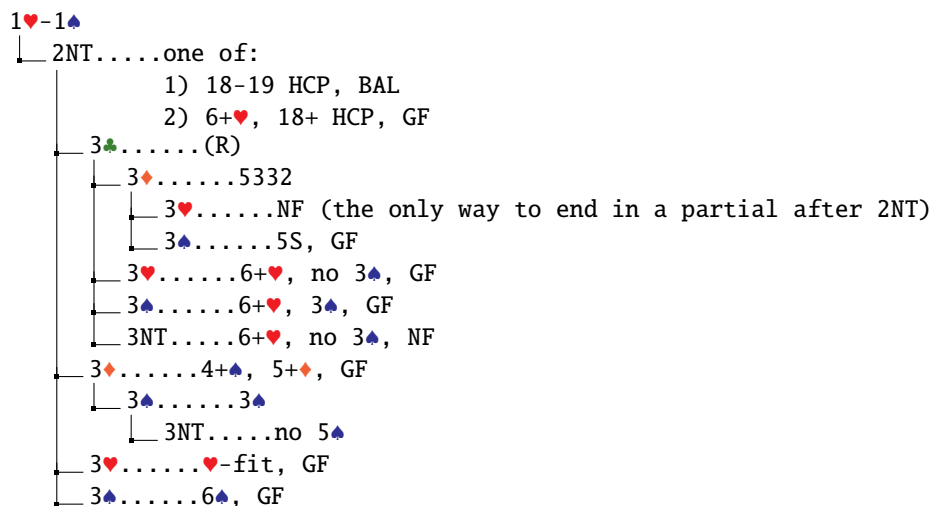 1♥-1♠
2NT.....one of:
1) 18-19 HCP, BAL
2) 6+♥, 18+ HCP, GF
3♣......(R)
3♦......5332
3♥......NF (the only way to end in a partial after 2NT)
3♠......5S, GF
3♥......6+♥, no 3♠, GF
3♠......6+♥, 3♠, GF
3NT.....6+♥, no 3♠, NF
3♦......4+♠, 5+♦, GF
3♠......3♠
3NT.....no 5♠
3♥......♥-fit, GF
3♠......6♠, GF